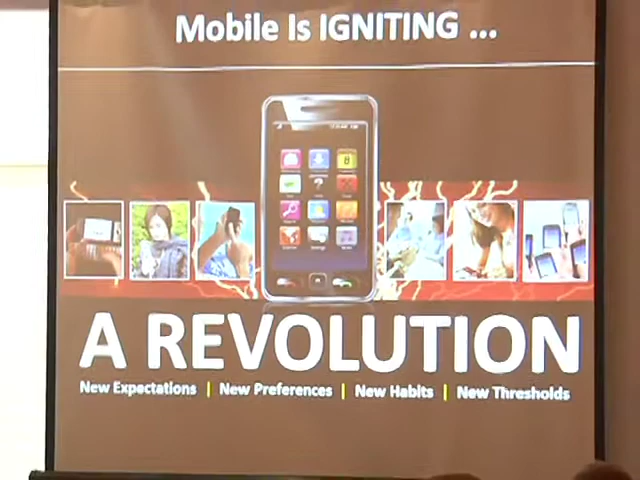 Mobile Is IGNITING ...
A REVOLUTION
New Expectations | New Preferences | New Habits | New Thresholds